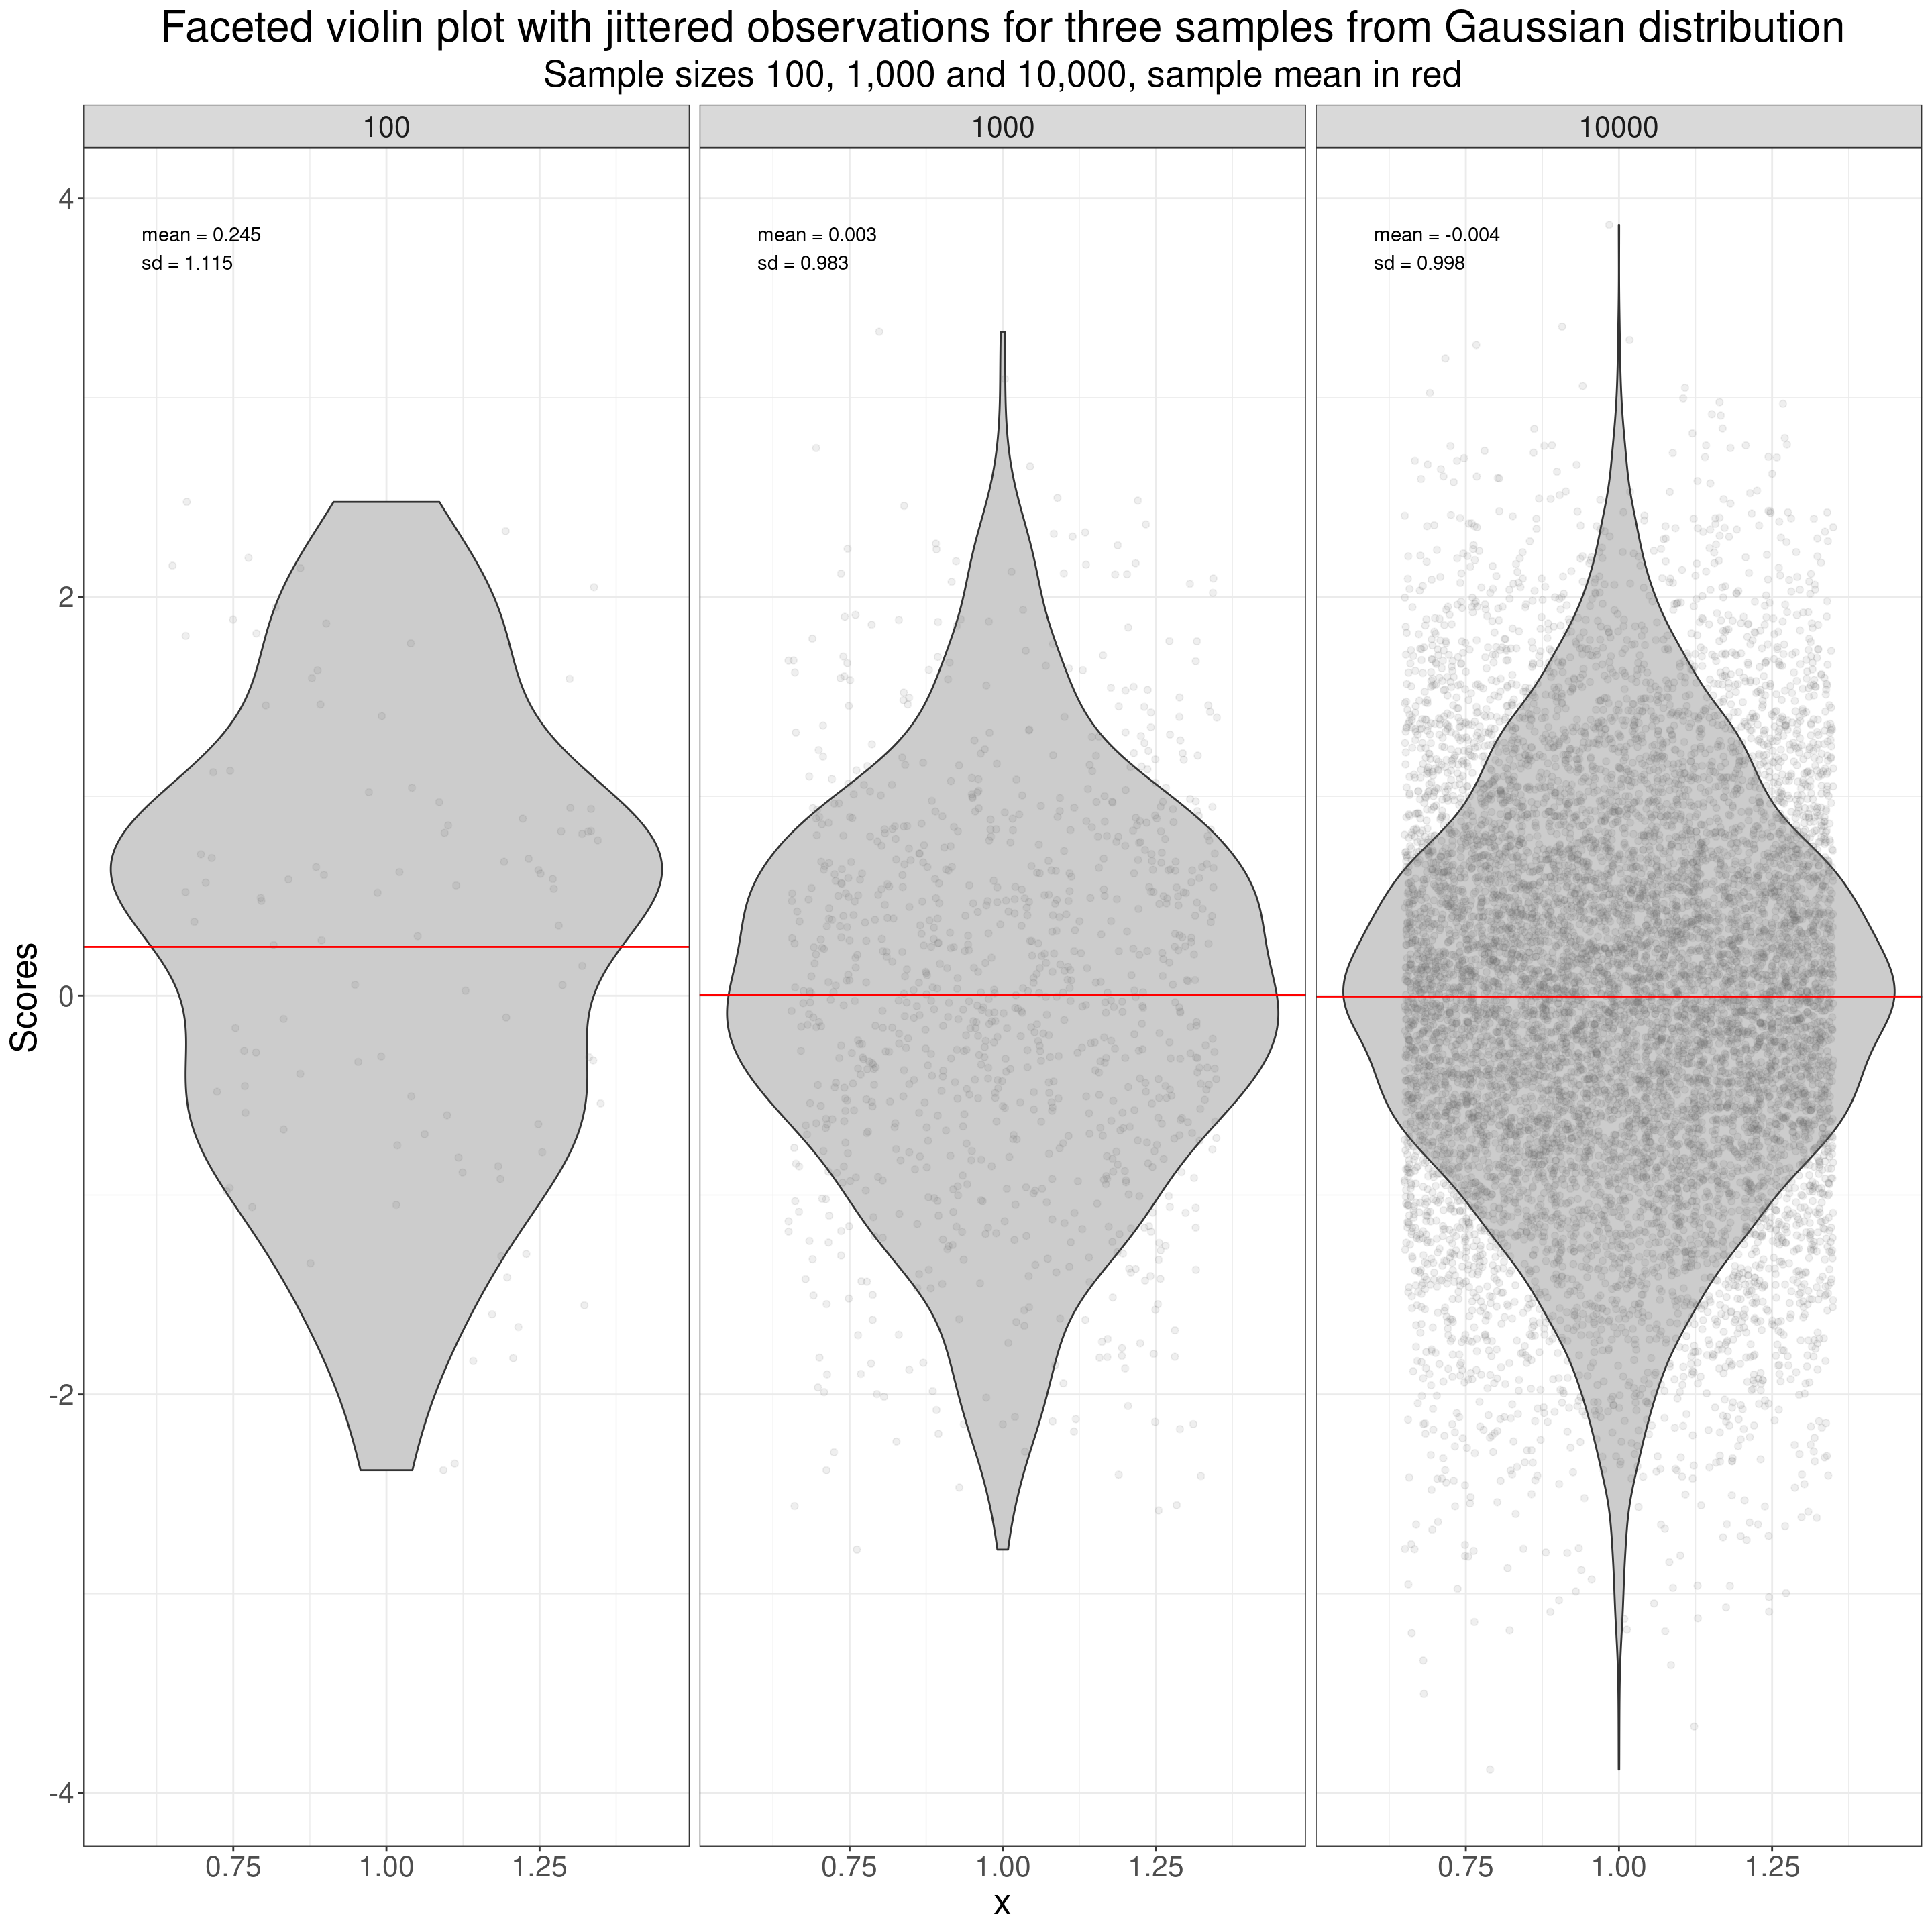 Faceted violin plot with jittered observations for three samples from Gaussian distribution
Sample sizes 100, 1,000 and 10,000, sample mean in red
100
1000
10000
mean = 0.245
sd = 1.115
mean = 0.003
sd = 0.983
mean = -0.004
sd = 0.998
4
2
0
-2
-4
Scores
0.75 1.00 1.25
0.75 1.00 1.25
0.75 1.00 1.25
x